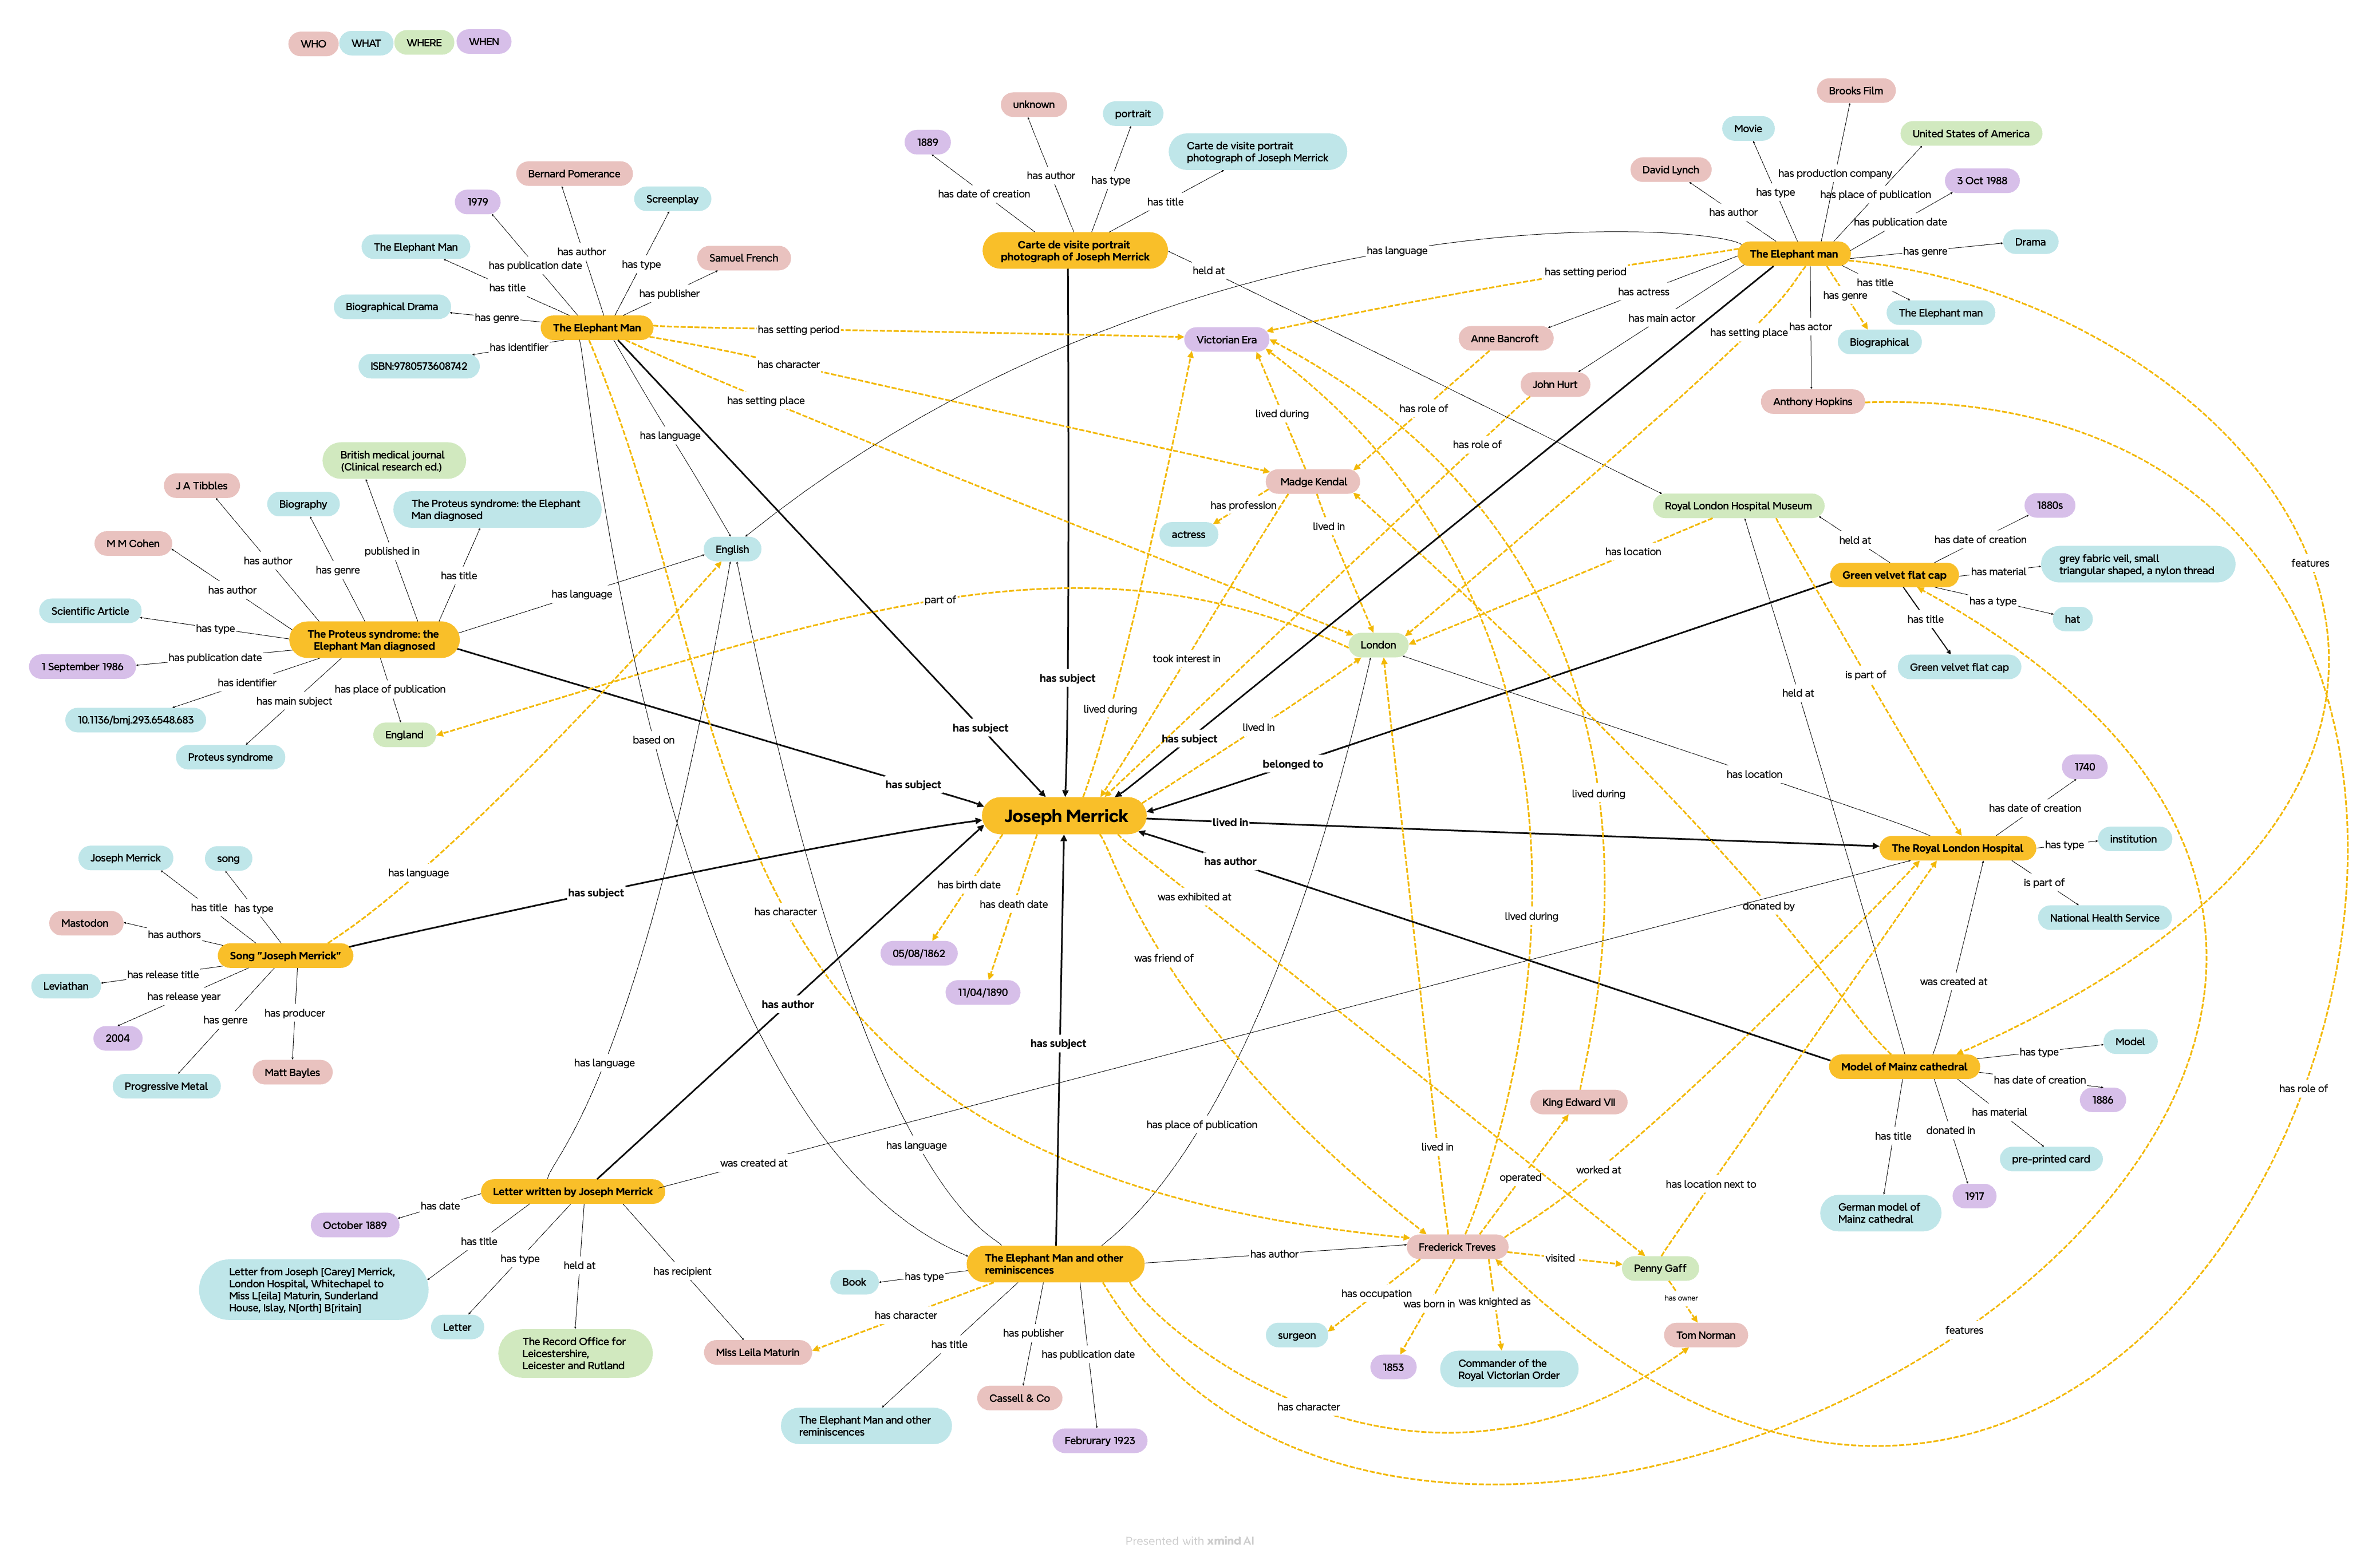 WHO
WHAT
WHERE
WHEN
Brooks Film
unknown
portrait
Movie
United States of America
1889
Carte de visite portrait
photograph of Joseph Merrick
David Lynch
has production company
3 Oct 1988
Bernard Pomerance
has author
has type
has type
has place of publication
has date of creation
1979
Screenplay
has title
has author
has publication date
The Elephant Man
has author
Carte de visite portrait
photograph of Joseph Merrick
has language
The Elephant man
has genre
Drama
has publication date
has type
Samuel French
held at
has setting period
has title
has title
has publisher
has actress
has genre
The Elephant man
Biographical Drama
has genre
The Elephant Man
has setting period
has main actor
has actor
has setting place
Victorian Era
Anne Bancroft
Biographical
has identifier
ISBN:9780573608742
has character
John Hurt
has setting place
lived during
has role of
Anthony Hopkins
has language
has role of
British medical journal
(Clinical research ed.)
J A Tibbles
Biography
The Proteus syndrome: the Elephant
Man diagnosed
Madge Kendal
has profession
Royal London Hospital Museum
1880s
M M Cohen
published in
English
actress
lived in
held at
has date of creation
has author
has genre
has title
has location
grey fabric veil, small
triangular shaped, a nylon thread
features
has author
has language
part of
Green velvet flat cap
has material
has a type
hat
Scientific Article
has type
The Proteus syndrome: the
Elephant Man diagnosed
London
has title
1 September 1986
has publication date
took interest in
Green velvet flat cap
has identifier
has place of publication
is part of
has main subject
has subject
held at
10.1136/bmj.293.6548.683
England
based on
has subject
lived during
lived in
has subject
Proteus syndrome
has subject
belonged to
has location
1740
lived during
has date of creation
Joseph Merrick
lived in
The Royal London Hospital
has type
institution
Joseph Merrick
song
has language
has subject
has author
has birth date
has death date
was exhibited at
is part of
has title
has type
has character
donated by
National Health Service
Mastodon
has authors
lived during
Song "Joseph Merrick"
05/08/1862
was friend of
Leviathan
has release title
has release year
11/04/1890
was created at
has author
has genre
has producer
2004
Model
has subject
has type
Matt Bayles
has language
Model of Mainz cathedral
Progressive Metal
has date of creation
1886
has role of
King Edward VII
has material
has place of publication
donated in
has title
has language
lived in
pre-printed card
was created at
worked at
operated
has location next to
Letter written by Joseph Merrick
1917
has date
German model of
Mainz cathedral
October 1889
has title
Frederick Treves
has type
The Elephant Man and other
reminiscences
has author
visited
held at
Penny Gaff
Letter from Joseph [Carey] Merrick,
London Hospital, Whitechapel to
Miss L[eila] Maturin, Sunderland
House, Islay, N[orth] B[ritain]
has recipient
Book
has type
has occupation
was born in
was knighted as
has owner
Letter
has character
surgeon
Tom Norman
features
The Record Office for
Leicestershire,
Leicester and Rutland
Miss Leila Maturin
has title
has publisher
has publication date
1853
Commander of the
Royal Victorian Order
Cassell & Co
has character
The Elephant Man and other
reminiscences
Februrary 1923
Presented with xmind AI